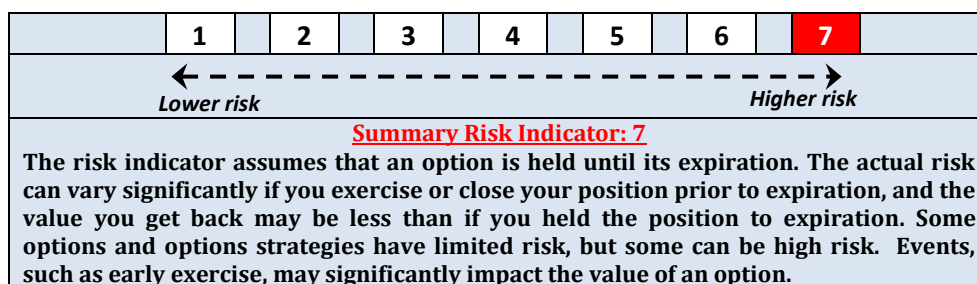 1 2 3 4 5 6 7
Lower risk Higher risk
Summary Risk Indicator: 7
The risk indicator assumes that an option is held until its expiration. The actual risk
can vary significantly if you exercise or close your position prior to expiration, and the
value you get back may be less than if you held the position to expiration. Some
options and options strategies have limited risk, but some can be high risk. Events,
such as early exercise, may significantly impact the value of an option.